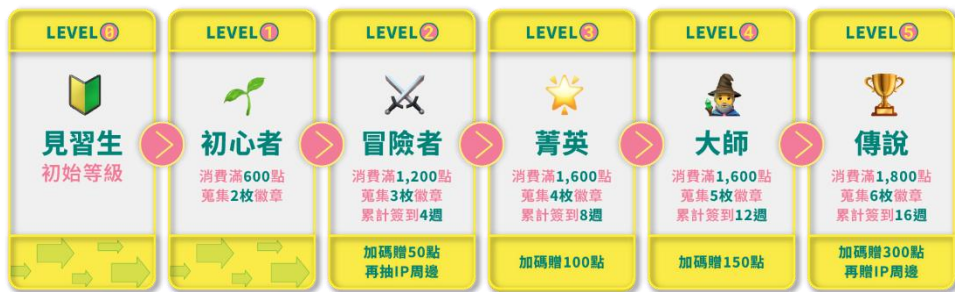 LEVEL 0
見習生
初始等級
LEVEL 1
初心者
消費滿600點
蒐集2枚徽章
LEVEL 2
冒險者
消費滿1,200點
蒐集3枚徽章
累計簽到4週
加碼贈50點
再抽IP周邊
LEVEL 3
菁英
消費滿1,600點
蒐集4枚徽章
累計簽到8週
加碼贈100點
LEVEL 4
大師
消費滿1,600點
蒐集5枚徽章
累計簽到12週
加碼贈150點
LEVEL 5
傳說
消費滿1,800點
蒐集6枚徽章
累計簽到16週
加碼贈300點
再贈IP周邊